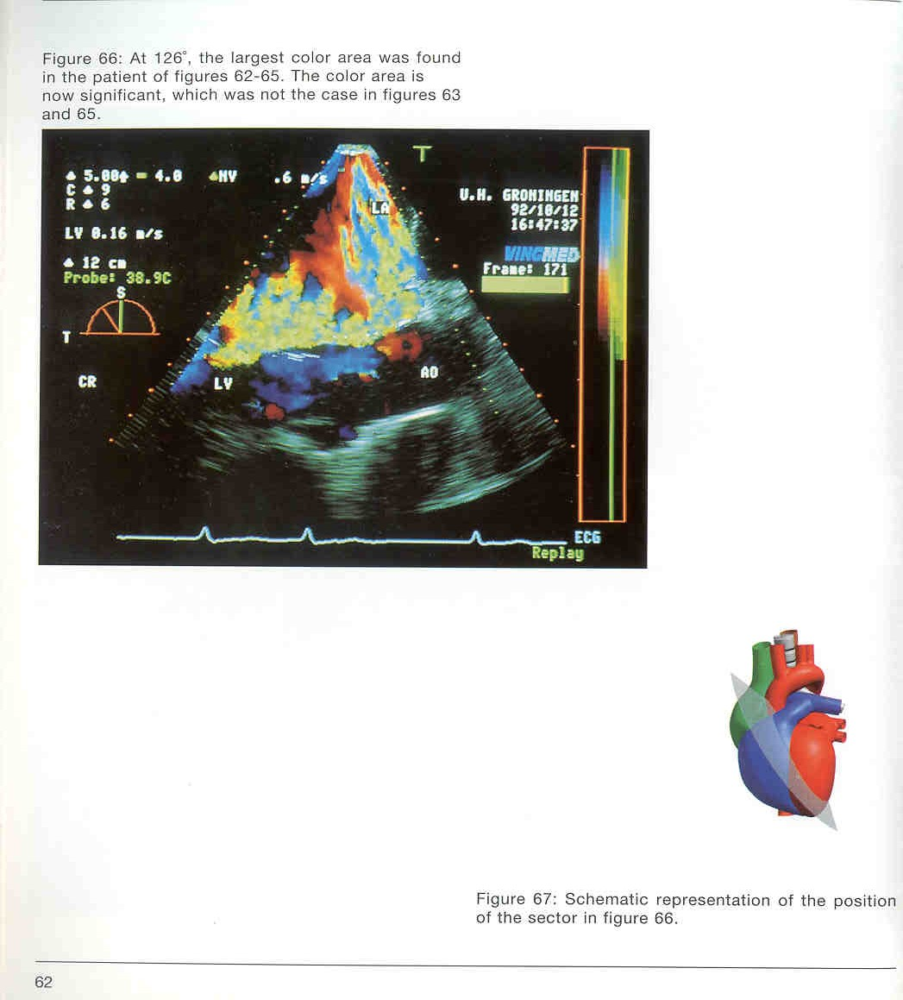 Figure 66: At 126°, the largest color area was found
in the patient of figures 62-65. The color area is
now significant, which was not the case in figures 63
and 65.
T
5.00 = 4.0 MV .6 m/s
C 9
R 6
LV 0.16 m/s
12 cm
Probe: 38.9C
S
T
CR
LA
LV
AO
U.H. GRONINGEN
92/10/12
16:47:37
VINGMED
Frame: 171
ECG
Replay
Figure 67: Schematic representation of the position
of the sector in figure 66.
62